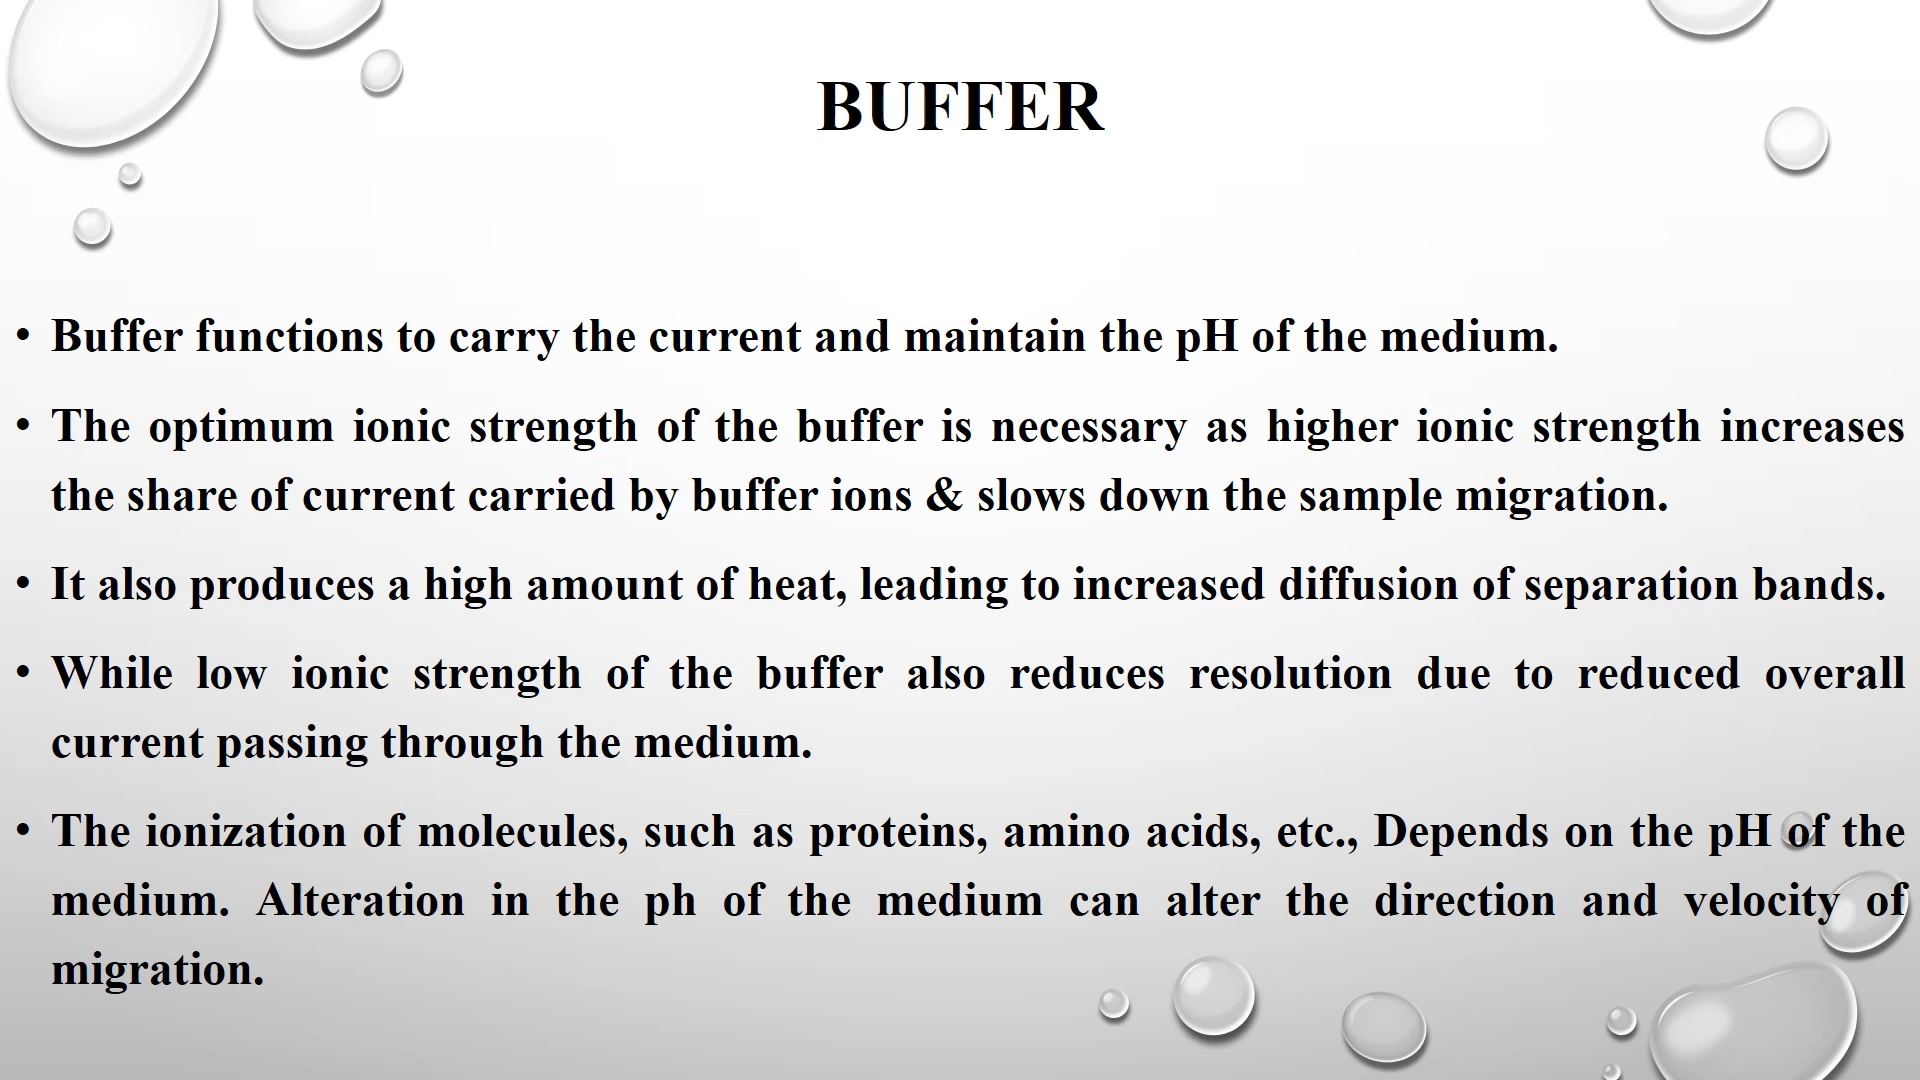 BUFFER
• Buffer functions to carry the current and maintain the pH of the medium.
• The optimum ionic strength of the buffer is necessary as higher ionic strength increases
the share of current carried by buffer ions & slows down the sample migration.
• It also produces a high amount of heat, leading to increased diffusion of separation bands.
• While low ionic strength of the buffer also reduces resolution due to reduced overall
current passing through the medium.
• The ionization of molecules, such as proteins, amino acids, etc., Depends on the pH of the
medium. Alteration in the ph of the medium can alter the direction and velocity of
migration.